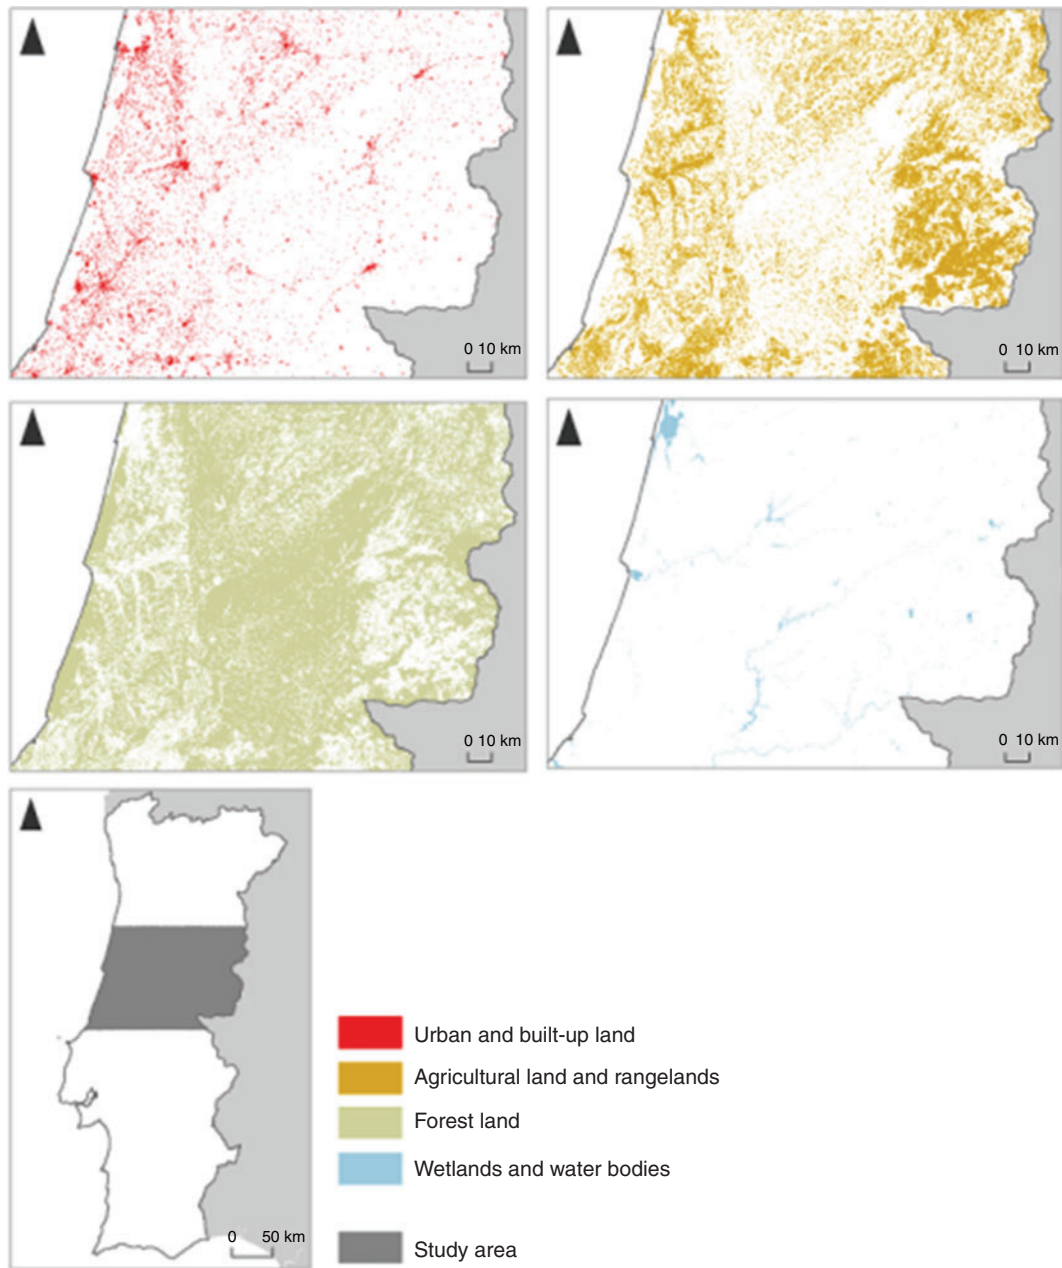 0 10 km
0 10 km
0 10 km
0 10 km
0 50 km
Urban and built-up land
Agricultural land and rangelands
Forest land
Wetlands and water bodies
Study area